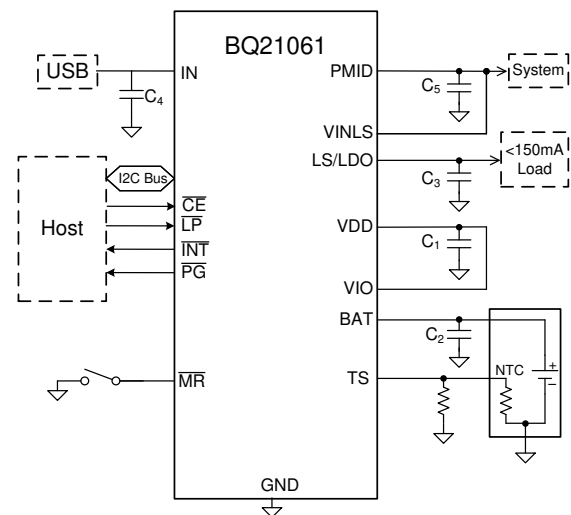 BQ21061
USB
IN
C4
I2C Bus
Host
CE
LP
INT
PG
MR
GND
PMID
System
C5
VINLS
LS/LDO
<150mA
Load
C3
VDD
C1
VIO
BAT
C2
TS
NTC
+
−